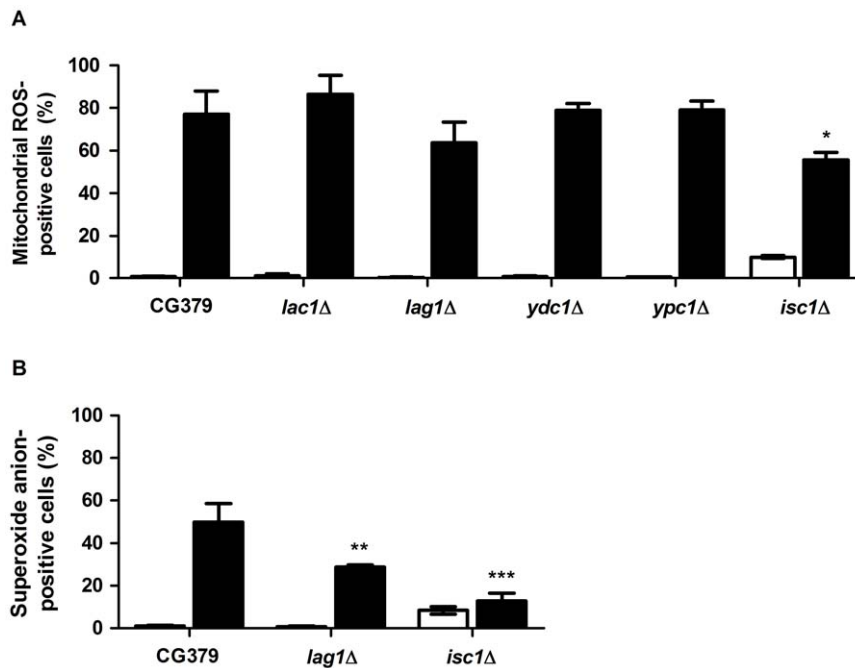 A
Mitochondrial ROS-
positive cells (%)
100
80
60
40
20
0
*
CG379 lac1Δ lag1Δ ydc1Δ ypc1Δ isc1Δ
B
Superoxide anion-
positive cells (%)
100
80
60
40
20
0
**
***
CG379 lag1Δ isc1Δ